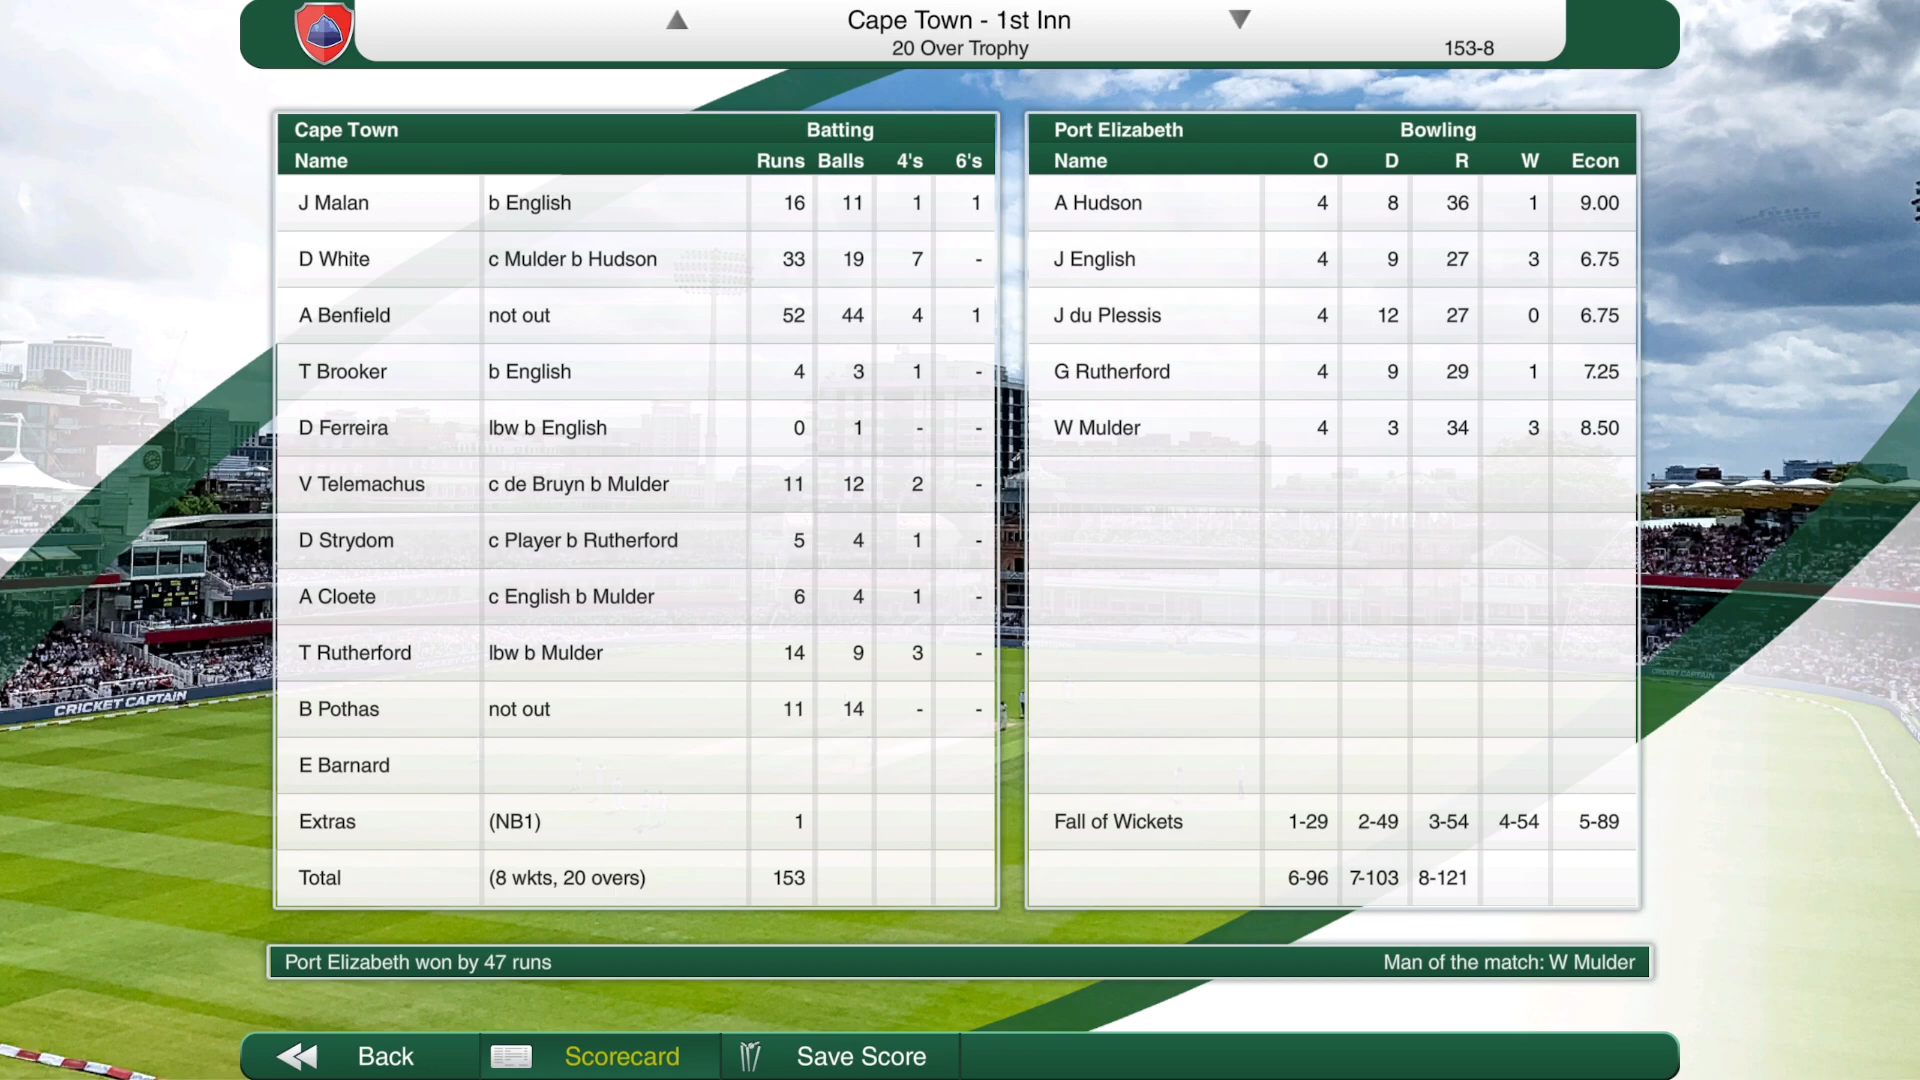 Cape Town - 1st Inn
20 Over Trophy
153-8
Cape Town Batting
Name Runs Balls 4's 6's
J Malan b English 16 11 1 1
D White c Mulder b Hudson 33 19 7 -
A Benfield not out 52 44 4 1
T Brooker b English 4 3 1 -
D Ferreira lbw b English 0 1 - -
V Telemachus c de Bruyn b Mulder 11 12 2 -
D Strydom c Player b Rutherford 5 4 1 -
A Cloete c English b Mulder 6 4 1 -
T Rutherford lbw b Mulder 14 9 3 -
B Pothas not out 11 14 - -
E Barnard
Extras (NB1) 1
Total (8 wkts, 20 overs) 153
Port Elizabeth Bowling
Name O D R W Econ
A Hudson 4 8 36 1 9.00
J English 4 9 27 3 6.75
J du Plessis 4 12 27 0 6.75
G Rutherford 4 9 29 1 7.25
W Mulder 4 3 34 3 8.50
Fall of Wickets 1-29 2-49 3-54 4-54 5-89
6-96 7-103 8-121
CRICKET CAPTAIN
CRICKET CAPTAIN
Port Elizabeth won by 47 runs
Man of the match: W Mulder
Back
Scorecard
Save Score